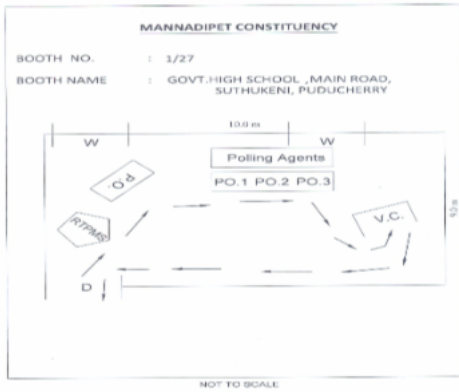 MANNADIPET CONSTITUENCY
BOOTH NO. : 1/27
BOOTH NAME : GOVT.HIGH SCHOOL ,MAIN ROAD,
SUTHUKENI, PUDUCHERRY
10.0 m
W
W
Polling Agents
P.O.
PO.1 PO.2 PO.3
RTPMS
V.C.
D
NOT TO SCALE